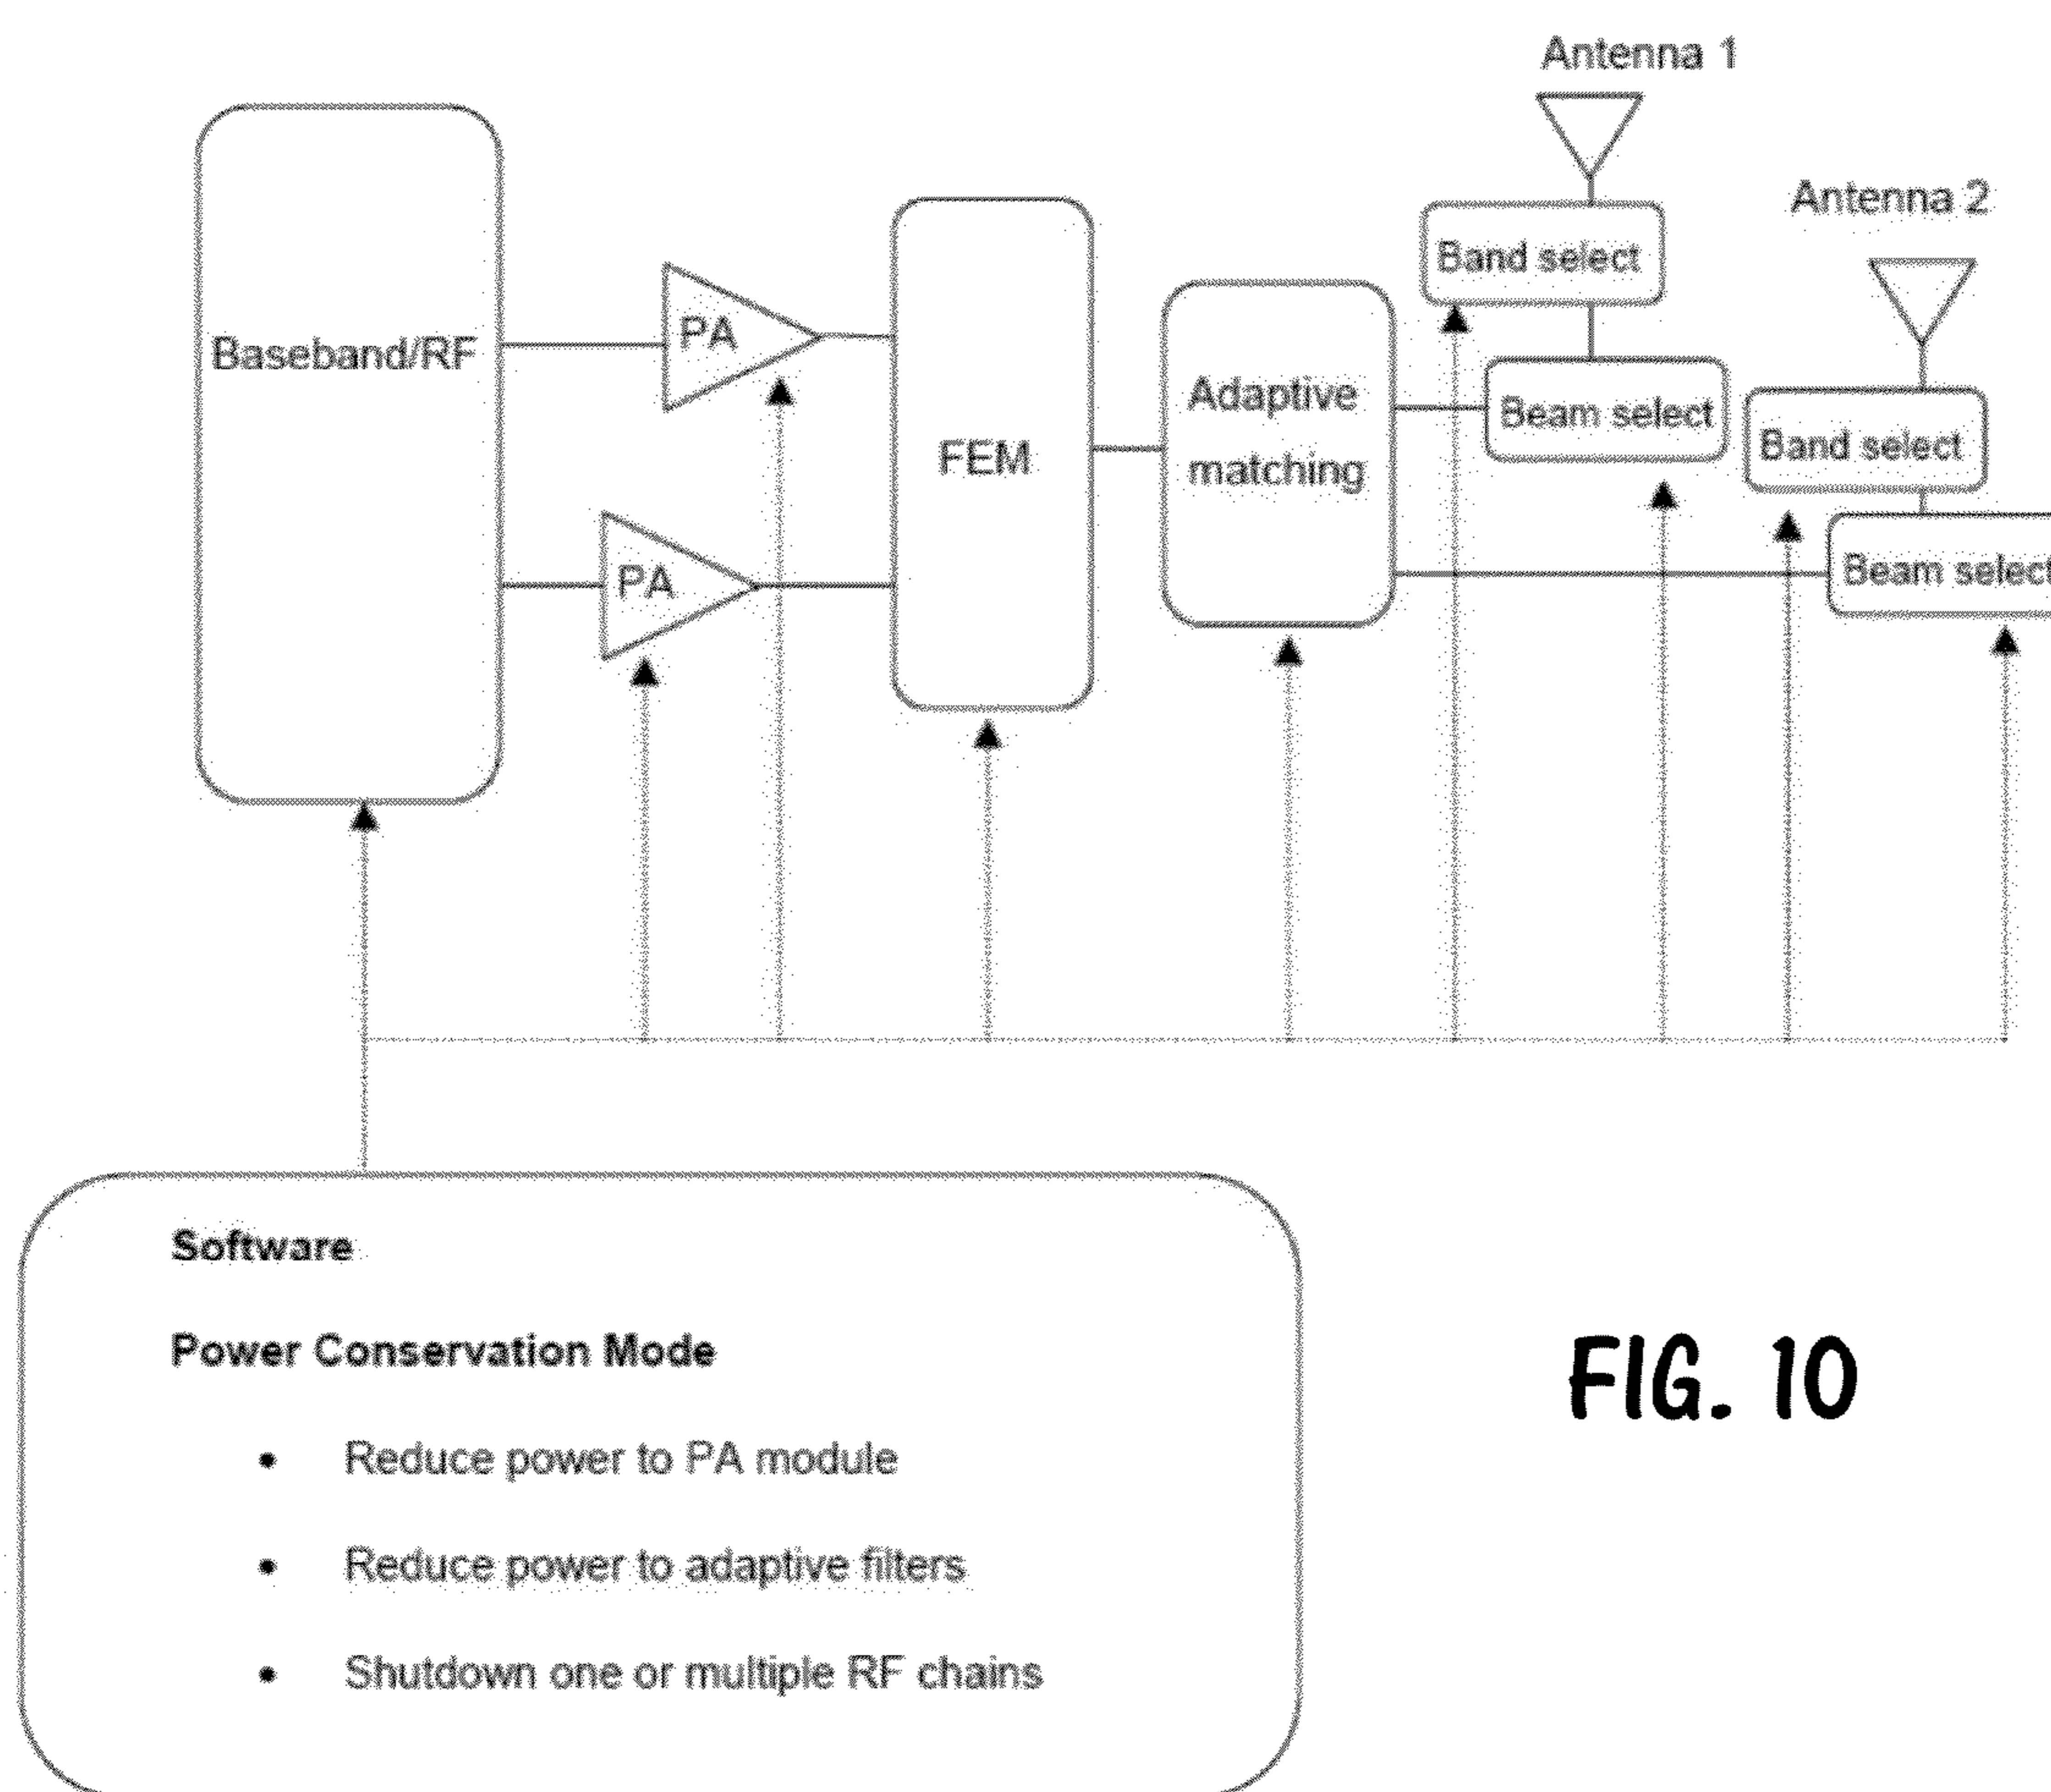 Antenna 1
Antenna 2
Band select
Baseband/RF
PA
Adaptive
matching
Beam select
Band select
FEM
PA
Beam select
Software
Power Conservation Mode
• Reduce power to PA module
• Reduce power to adaptive filters
• Shutdown one or multiple RF chains
FIG. 10